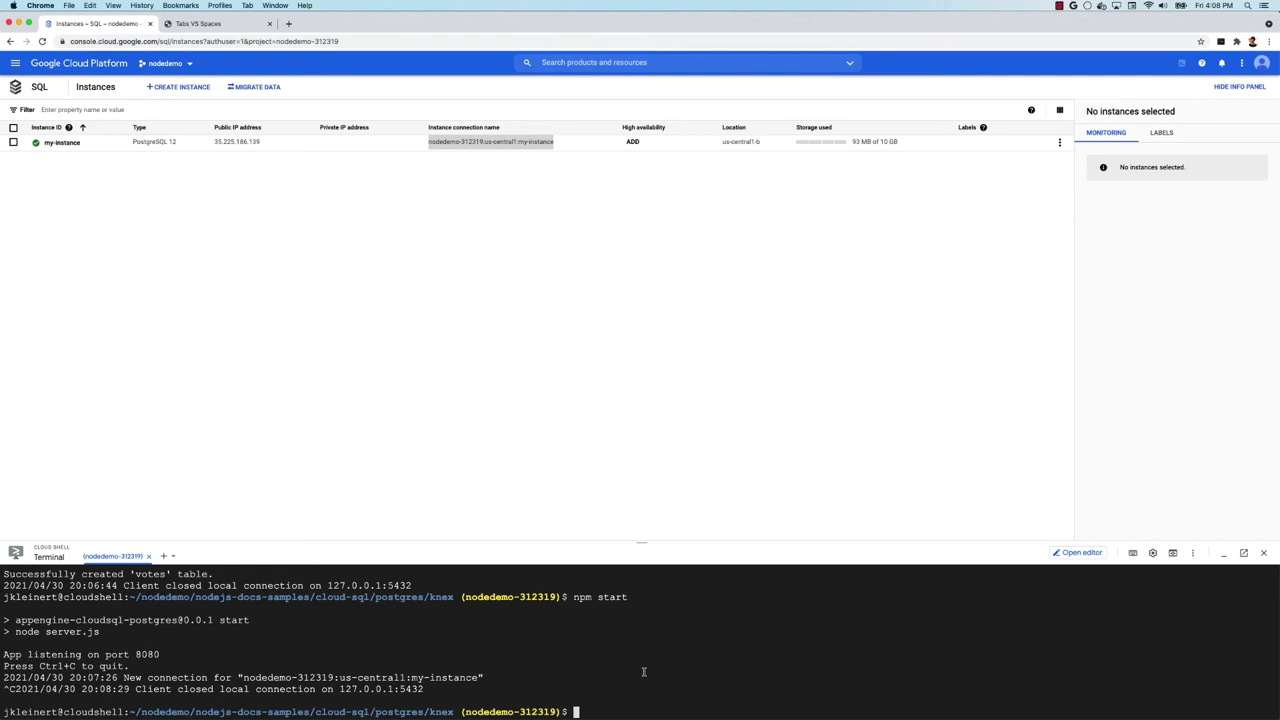 Chrome File Edit View History Bookmarks Profiles Tab Window Help Fri 4:08 PM
Instances – SQL – nodedemo Tabs VS Spaces
console.cloud.google.com/sql/instances?authuser=1&project=nodedemo-312319
Google Cloud Platform nodedemo Search products and resources
SQL Instances CREATE INSTANCE MIGRATE DATA HIDE INFO PANEL
Filter Enter property name or value No instances selected
Instance ID Type Public IP address Private IP address Instance connection name High availability Location Storage used Labels MONITORING LABELS
my-instance PostgreSQL 12 35.225.186.139 nodedemo-312319:us-central1:my-instance ADD us-central1-b 93 MB of 10 GB
No instances selected.
CLOUD SHELL
Terminal (nodedemo-312319) Open editor
Successfully created 'votes' table.
2021/04/30 20:06:44 Client closed local connection on 127.0.0.1:5432
jkleinert@cloudshell:~/nodedemo/nodejs-docs-samples/cloud-sql/postgres/knex (nodedemo-312319)$ npm start
> appengine-cloudsql-postgres@0.0.1 start
> node server.js
App listening on port 8080
Press Ctrl+C to quit.
2021/04/30 20:07:26 New connection for "nodedemo-312319:us-central1:my-instance"
^C2021/04/30 20:08:29 Client closed local connection on 127.0.0.1:5432
jkleinert@cloudshell:~/nodedemo/nodejs-docs-samples/cloud-sql/postgres/knex (nodedemo-312319)$